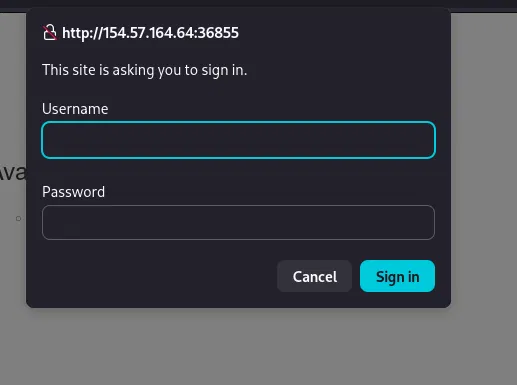 http://154.57.164.64:36855
This site is asking you to sign in.
Username
Ava
Password
Cancel
Sign in